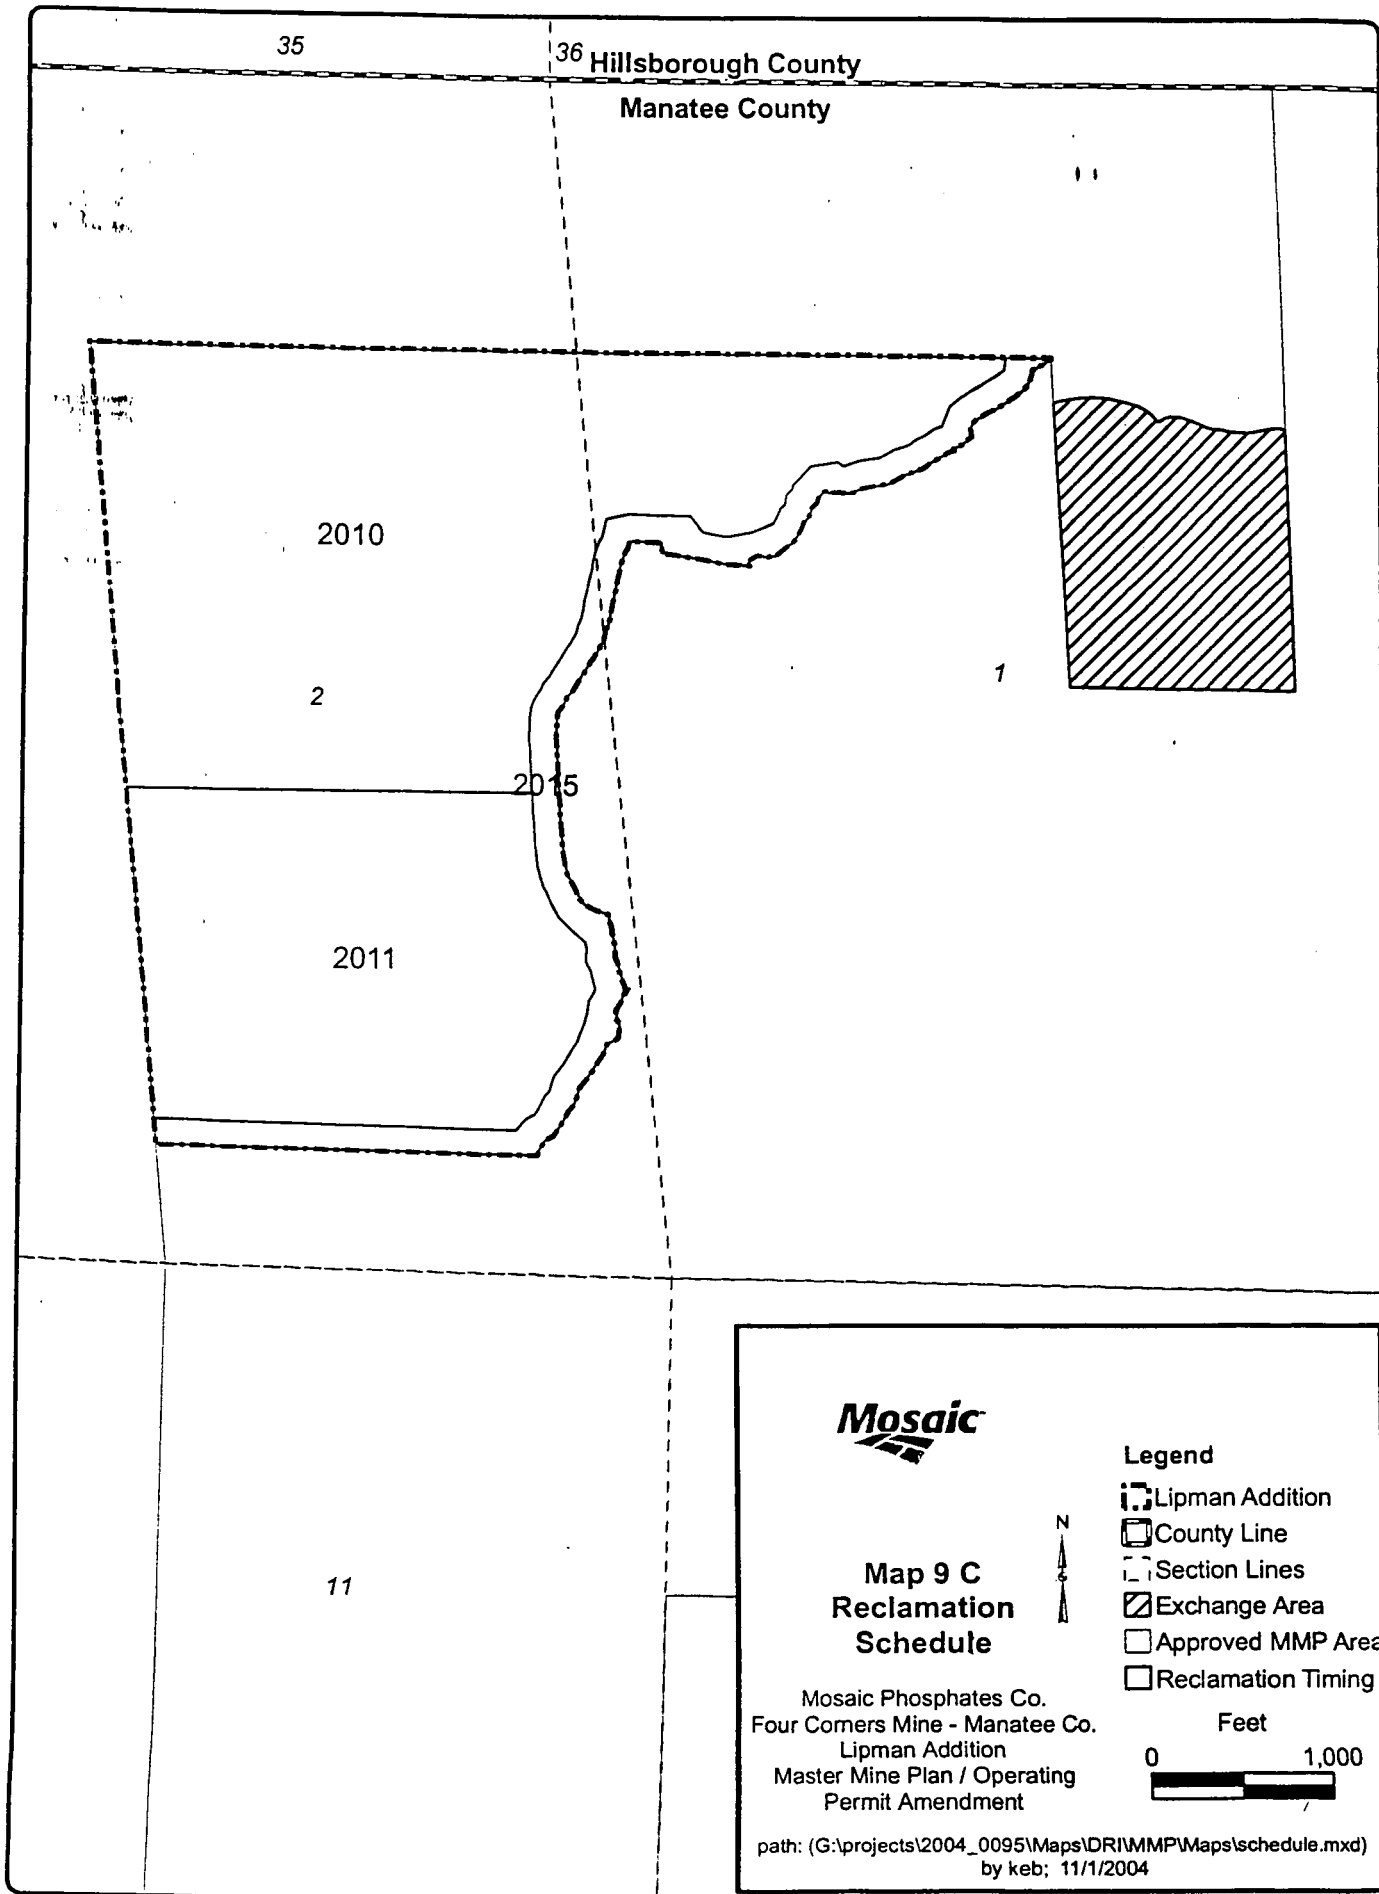 35
36
Hillsborough County
Manatee County
2010
2
1
2015
2011
11
Mosaic
Map 9 C
Reclamation
Schedule
N
Mosaic Phosphates Co.
Four Corners Mine - Manatee Co.
Lipman Addition
Master Mine Plan / Operating
Permit Amendment
Legend
Lipman Addition
County Line
Section Lines
Exchange Area
Approved MMP Area
Reclamation Timing
Feet
0 1,000
path: (G:\projects\2004_0095\Maps\DRI\MMP\Maps\schedule.mxd)
by keb; 11/1/2004